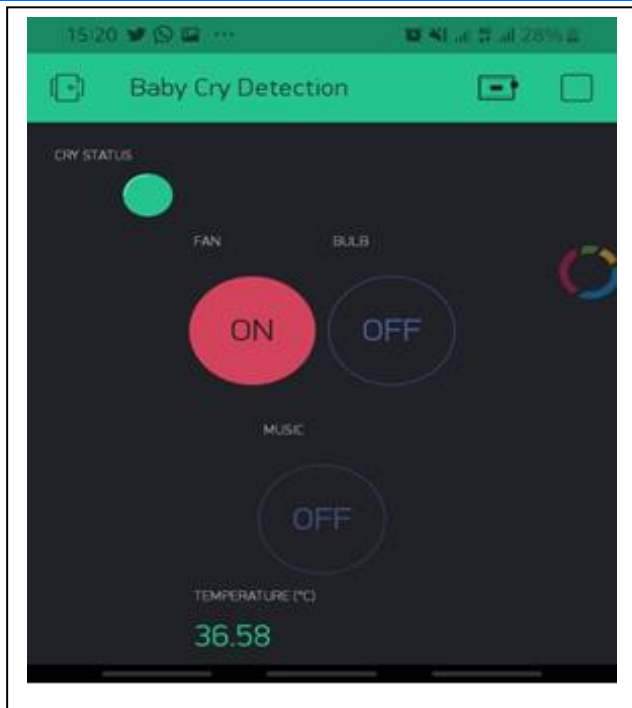 15:20 ... 28%
Baby Cry Detection
CRY STATUS
FAN BULB
ON OFF
MUSIC
OFF
TEMPERATURE (°C)
36.58